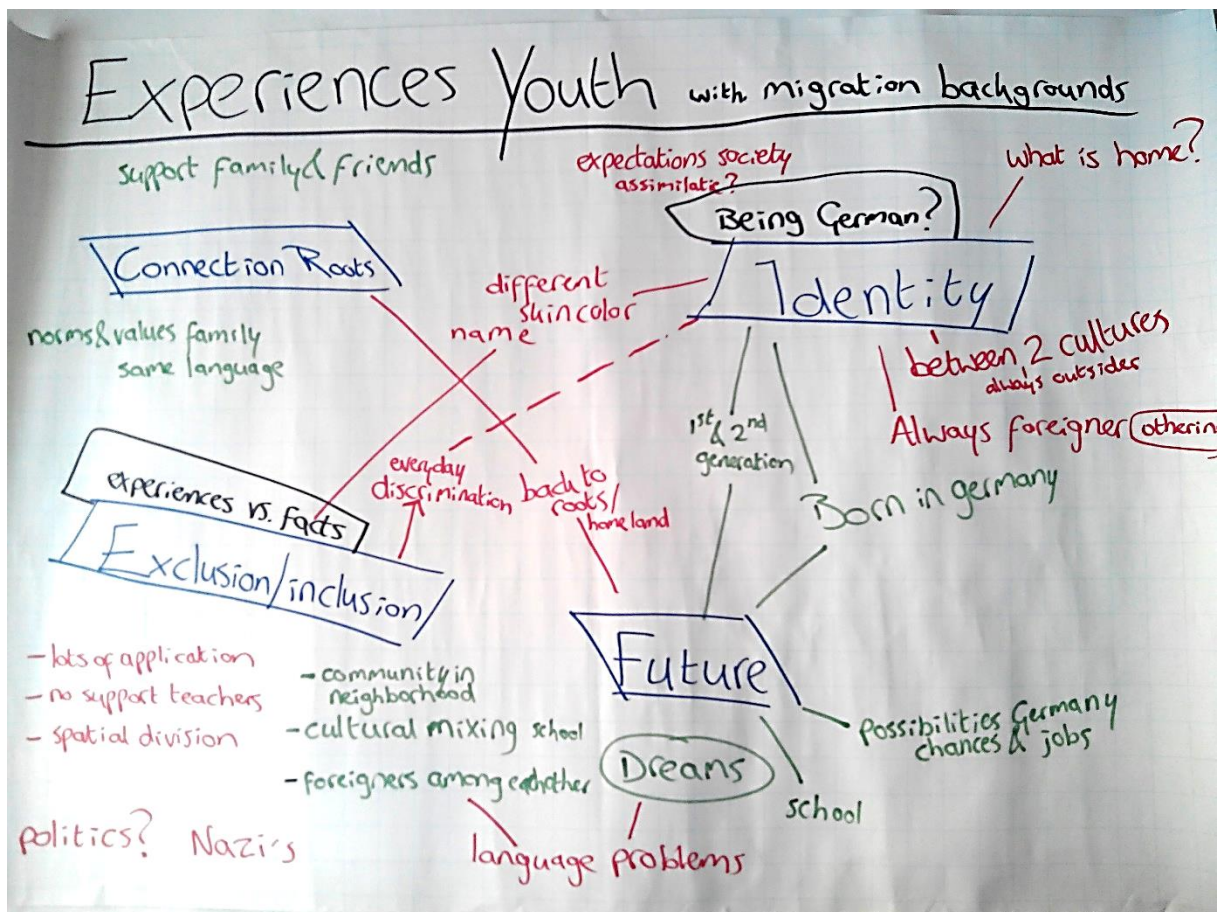 Experiences Youth with migration backgrounds
support family & friends
expectations society
assimilatie?
what is home?
Being German?
Connection Roots
Identity
different
skin color
name
norms & values family
same language
between 2 cultures
always outsider
Always foreigner otherin
1st & 2nd
generation
Born in germany
experiences vs. Facts
everyday
discrimination
back to
roots/
homeland
Exclusion/inclusion
Future
- lots of application
- no support teachers
- spatial division
- community in
neighborhood
- cultural mixing school
- foreigners among eachother
Dreams
possibilities Germany
chances & jobs
school
politics? Nazi's
language problems